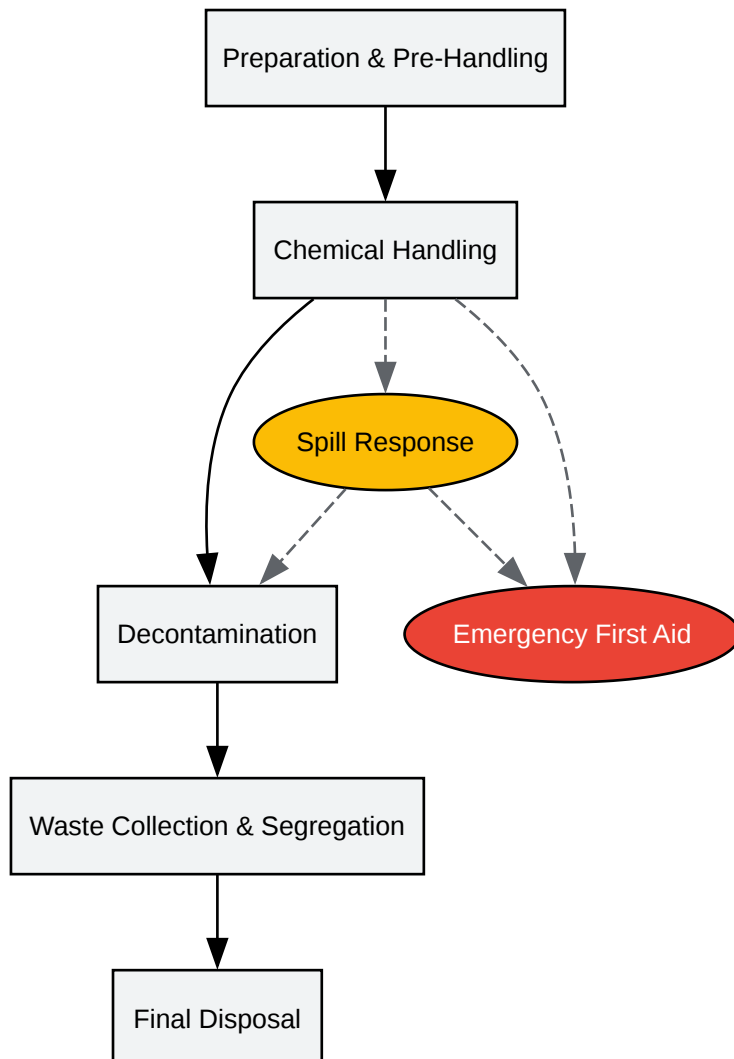 Preparation & Pre-Handling
Chemical Handling
Spill Response
Decontamination
Emergency First Aid
Waste Collection & Segregation
Final Disposal